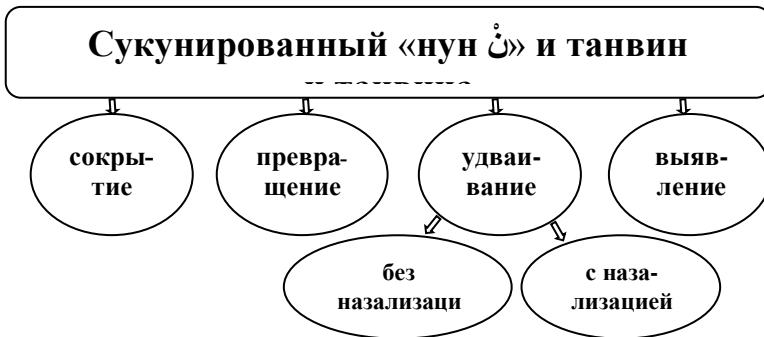 Сукунированный «нун نْ» и танвин
сокры-
тие
превра-
щение
удваи-
вание
выяв-
ление
без
назализаци
с наза-
лизацией